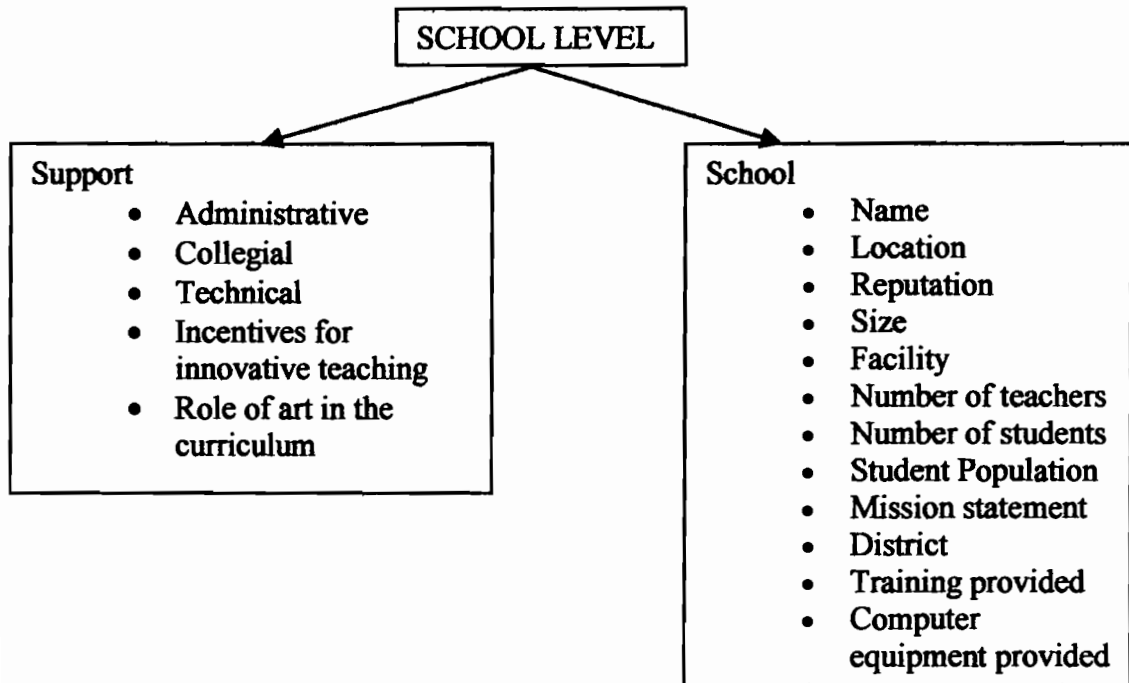 SCHOOL LEVEL
Support
• Administrative
• Collegial
• Technical
• Incentives for
innovative teaching
• Role of art in the
curriculum
School
• Name
• Location
• Reputation
• Size
• Facility
• Number of teachers
• Number of students
• Student Population
• Mission statement
• District
• Training provided
• Computer
equipment provided